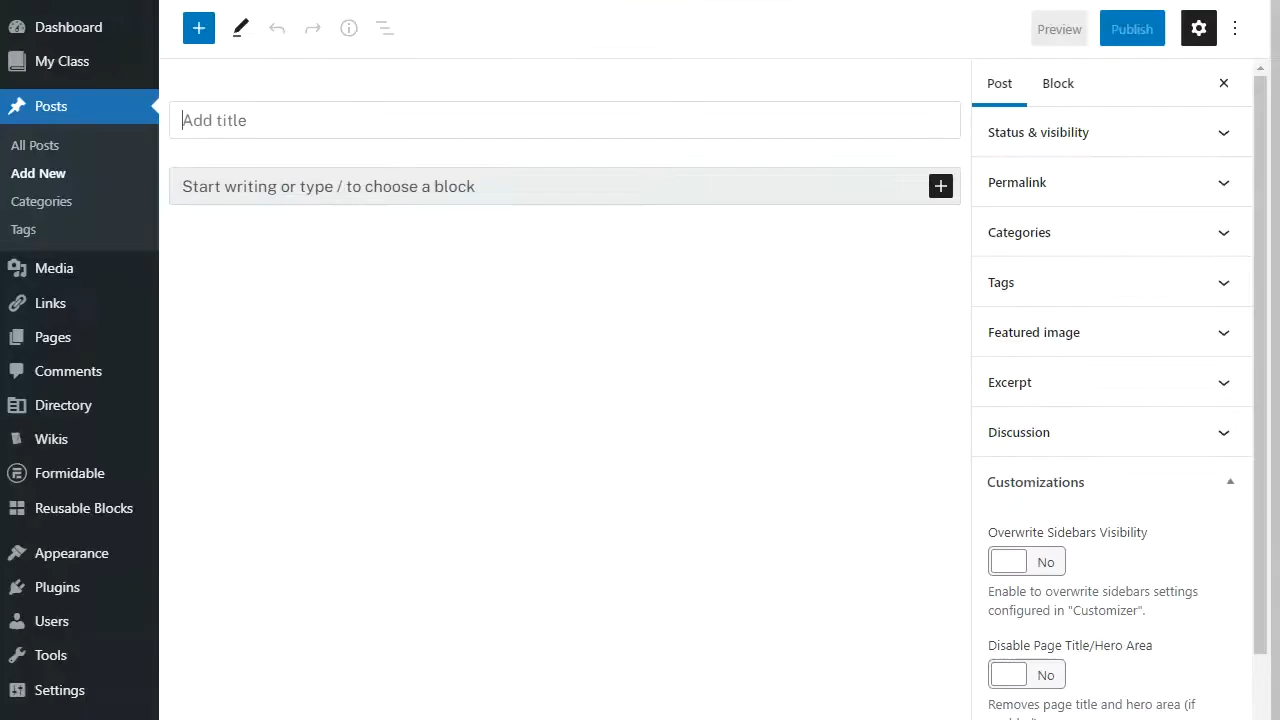 Dashboard
My Class
Posts
All Posts
Add New
Categories
Tags
Media
Links
Pages
Comments
Directory
Wikis
Formidable
Reusable Blocks
Appearance
Plugins
Users
Tools
Settings
Preview
Publish
Add title
Start writing or type / to choose a block
Post
Block
Status & visibility
Permalink
Categories
Tags
Featured image
Excerpt
Discussion
Customizations
Overwrite Sidebars Visibility
No
Enable to overwrite sidebars settings
configured in "Customizer".
Disable Page Title/Hero Area
No
Removes page title and hero area (if